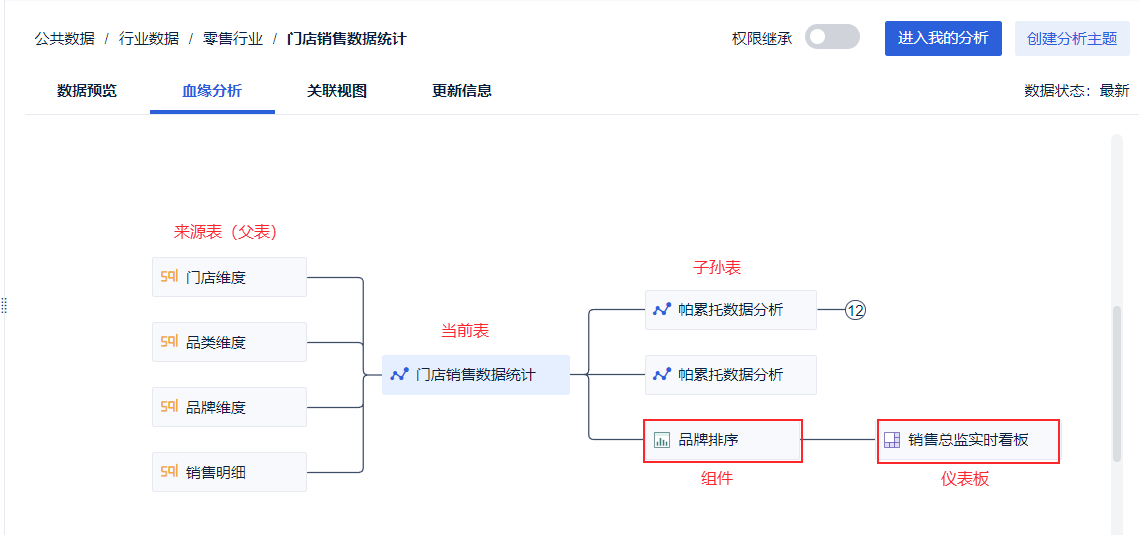 公共数据 / 行业数据 / 零售行业 / 门店销售数据统计
权限继承
进入我的分析
创建分析主题
数据预览
血缘分析
关联视图
更新信息
数据状态：最新
来源表（父表）
子孙表
sql 门店维度
帕累托数据分析
12
当前表
sql 品类维度
门店销售数据统计
帕累托数据分析
sql 品牌维度
品牌排序
销售总监实时看板
sql 销售明细
组件
仪表板